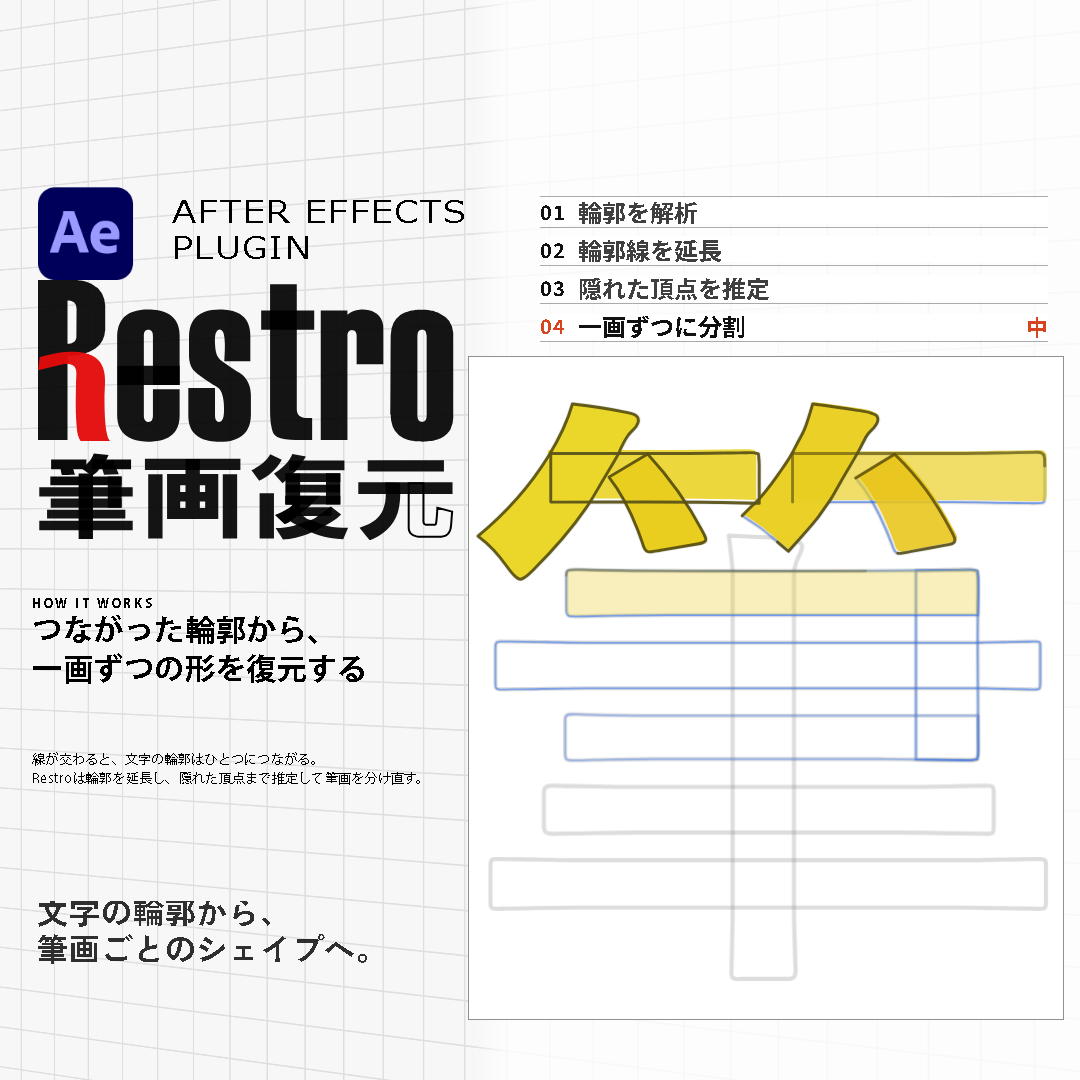 Ae
AFTER EFFECTS
PLUGIN
Restro
筆画復元
HOW IT WORKS
つながった輪郭から、
一画ずつの形を復元する
線が交わると、文字の輪郭はひとつにつながる。
Restroは輪郭を延長し、隠れた頂点まで推定して筆画を分け直す。
文字の輪郭から、
筆画ごとのシェイプへ。
01 輪郭を解析
02 輪郭線を延長
03 隠れた頂点を推定
04 一画ずつに分割 中
筆